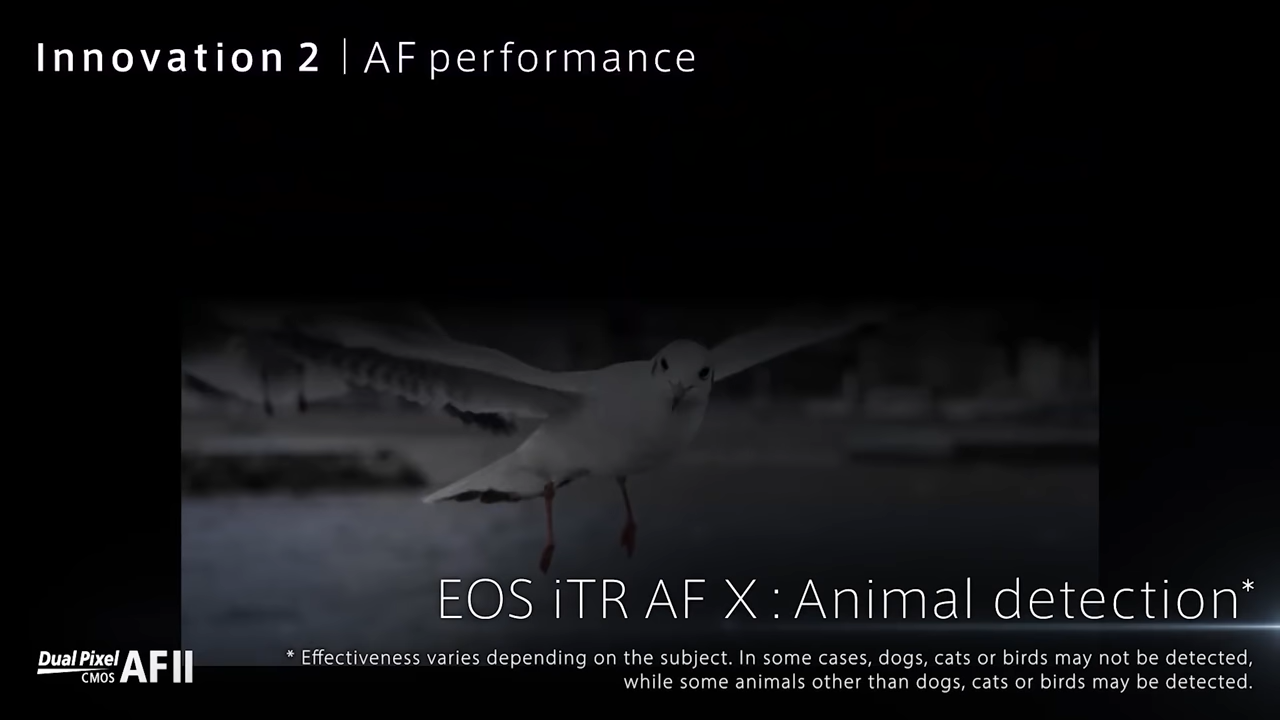 Innovation 2 | AF performance
EOS iTR AF X : Animal detection*
Dual Pixel
CMOS AF II
* Effectiveness varies depending on the subject. In some cases, dogs, cats or birds may not be detected,
while some animals other than dogs, cats or birds may be detected.